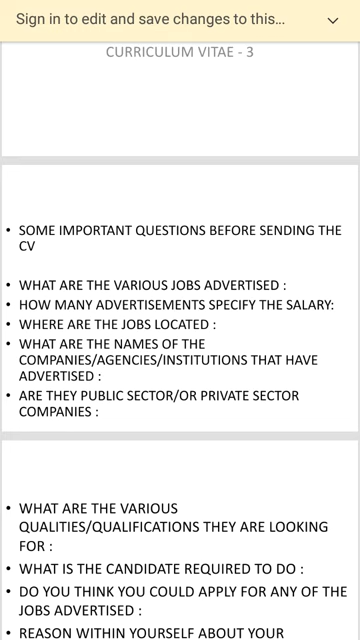 Sign in to edit and save changes to this...
CURRICULUM VITAE - 3
• SOME IMPORTANT QUESTIONS BEFORE SENDING THE
CV
• WHAT ARE THE VARIOUS JOBS ADVERTISED :
• HOW MANY ADVERTISEMENTS SPECIFY THE SALARY:
• WHERE ARE THE JOBS LOCATED :
• WHAT ARE THE NAMES OF THE
COMPANIES/AGENCIES/INSTITUTIONS THAT HAVE
ADVERTISED :
• ARE THEY PUBLIC SECTOR/OR PRIVATE SECTOR
COMPANIES :
• WHAT ARE THE VARIOUS
QUALITIES/QUALIFICATIONS THEY ARE LOOKING
FOR :
• WHAT IS THE CANDIDATE REQUIRED TO DO :
• DO YOU THINK YOU COULD APPLY FOR ANY OF THE
JOBS ADVERTISED :
• REASON WITHIN YOURSELF ABOUT YOUR